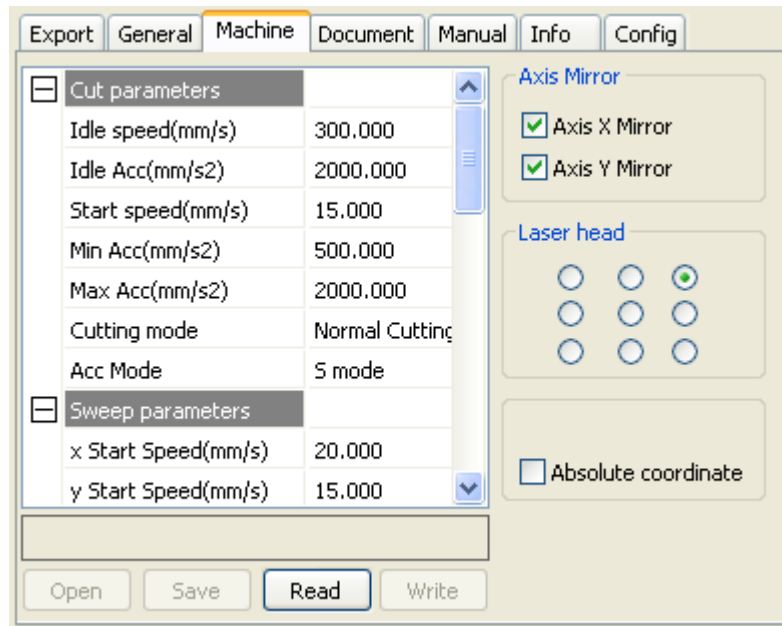 Export General Machine Document Manual Info Config
Cut parameters
Idle speed(mm/s) 300.000
Idle Acc(mm/s2) 2000.000
Start speed(mm/s) 15.000
Min Acc(mm/s2) 500.000
Max Acc(mm/s2) 2000.000
Cutting mode Normal Cutting
Acc Mode S mode
Sweep parameters
x Start Speed(mm/s) 20.000
y Start Speed(mm/s) 15.000
Open Save Read Write
Axis Mirror
Axis X Mirror
Axis Y Mirror
Laser head
Absolute coordinate